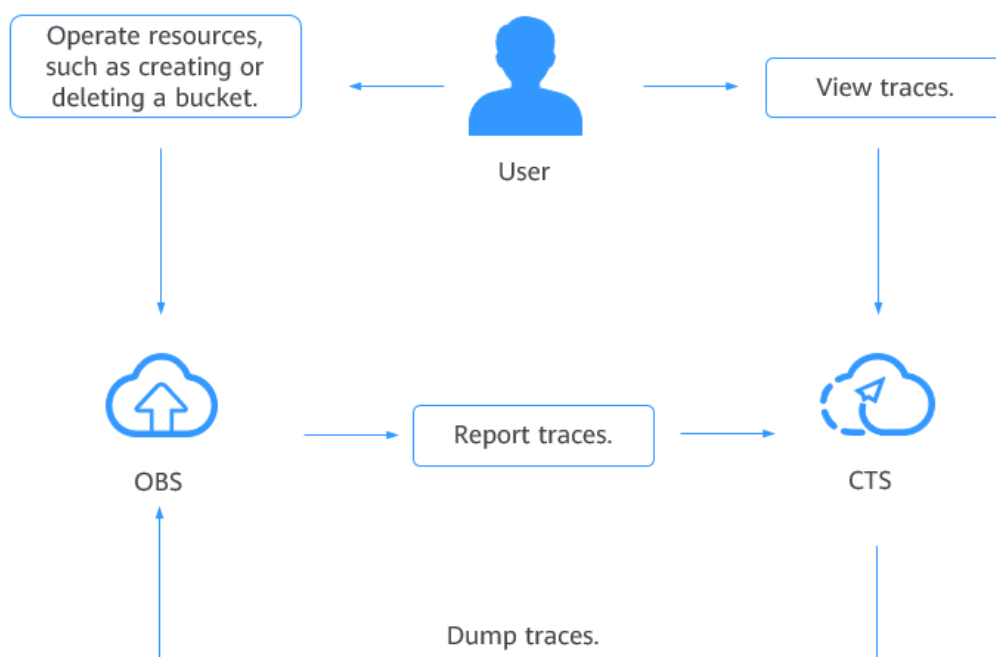 Operate resources,
such as creating or
deleting a bucket.
View traces.
User
Report traces.
OBS
CTS
Dump traces.